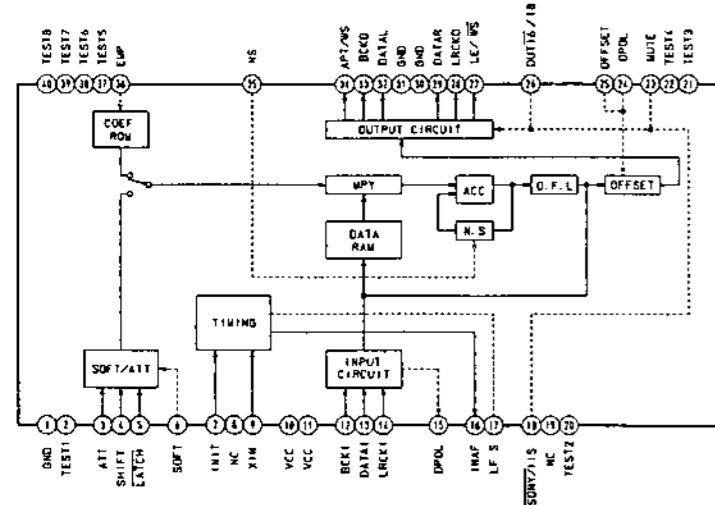 TEST8
TEST7
TEST6
TEST5
EMP
NS
APT/WS
BCKO
DATAL
GND
GND
DATAR
LRCKO
LE/WS
OUT16/18
OFFSET
DPOL
MUTE
TEST4
TEST3
40 39 38 37 36 35 34 33 32 31 30 29 28 27 26 25 24 23 22 21
COEF
ROM
OUTPUT CIRCUIT
MPY
ACC
O.F.L
OFFSET
DATA
RAM
N.S
TIMING
SOFT/ATT
INPUT
CIRCUIT
1 2 3 4 5 6 7 8 9 10 11 12 13 14 15 16 17 18 19 20
GND
TEST1
ATT
SHIFT
LATCH
SOFT
INIT
NC
XIN
VCC
VCC
BCKI
DATAI
LRCKI
DPOL
IMAF
LFS
SONY/IIS
NC
TEST2